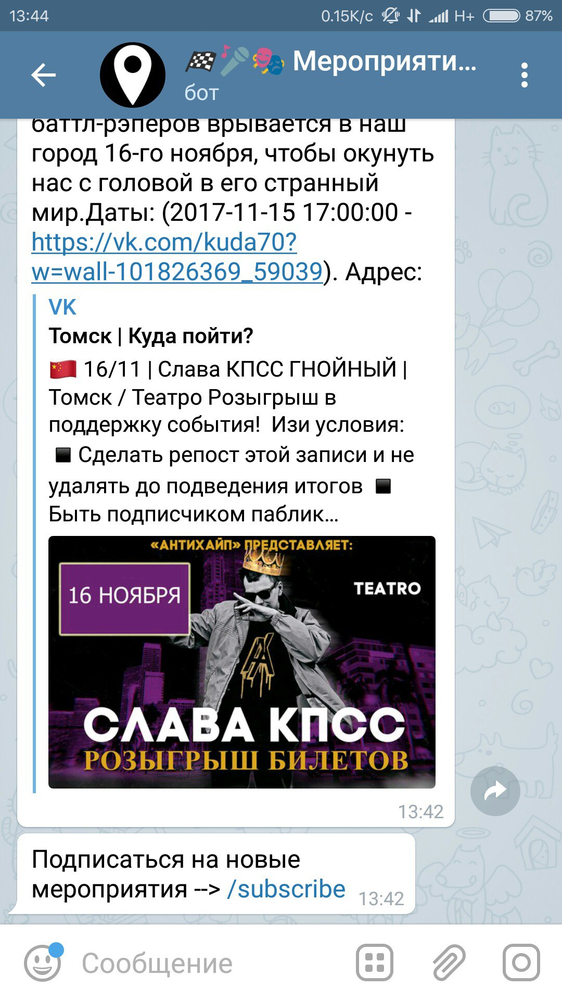 13:44
0.15К/с H+ 87%
Мероприяти...
бот
баттл-рэперов врывается в наш
город 16-го ноября, чтобы окунуть
нас с головой в его странный
мир.Даты: (2017-11-15 17:00:00 -
https://vk.com/kuda70?
w=wall-101826369_59039). Адрес:
VK
Томск | Куда пойти?
16/11 | Слава КПСС ГНОЙНЫЙ |
Томск / Театро Розыгрыш в
поддержку события!  Изи условия:
◾ Сделать репост этой записи и не
удалять до подведения итогов ◾
Быть подписчиком паблик...
«АНТИХАЙП» ПРЕДСТАВЛЯЕТ:
16 НОЯБРЯ
ТЕАТRО
СЛАВА КПСС
РОЗЫГРЫШ БИЛЕТОВ
13:42
Подписаться на новые
мероприятия --> /subscribe 13:42
Сообщение